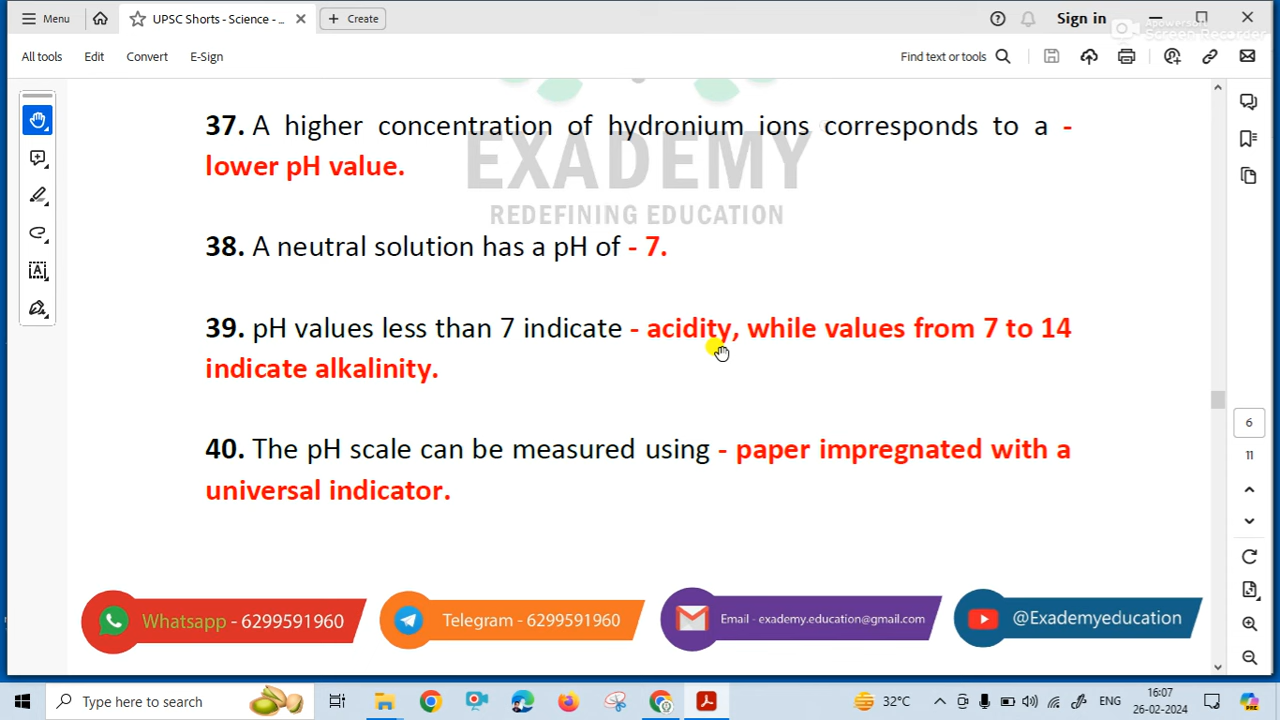 Menu
UPSC Shorts - Science - ...
Create
Sign in
Apowersoft
Screen Recorder
All tools
Edit
Convert
E-Sign
Find text or tools
EXADEMY
REDEFINING EDUCATION
37. A higher concentration of hydronium ions corresponds to a -
lower pH value.
38. A neutral solution has a pH of - 7.
39. pH values less than 7 indicate - acidity, while values from 7 to 14
indicate alkalinity.
40. The pH scale can be measured using - paper impregnated with a
universal indicator.
6
11
Whatsapp - 6299591960
Telegram - 6299591960
Email - exademy.education@gmail.com
@Exademyeducation
Type here to search
32°C
ENG
16:07
26-02-2024
PRE